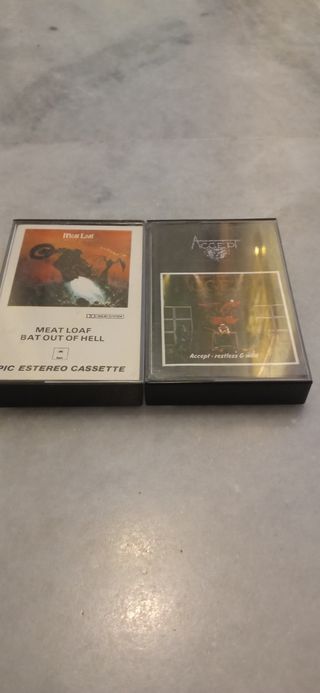 Meat Loaf
MEAT LOAF
BAT OUT OF HELL
PIC ESTEREO CASSETTE
ACCEPT
Accept - restless & wild